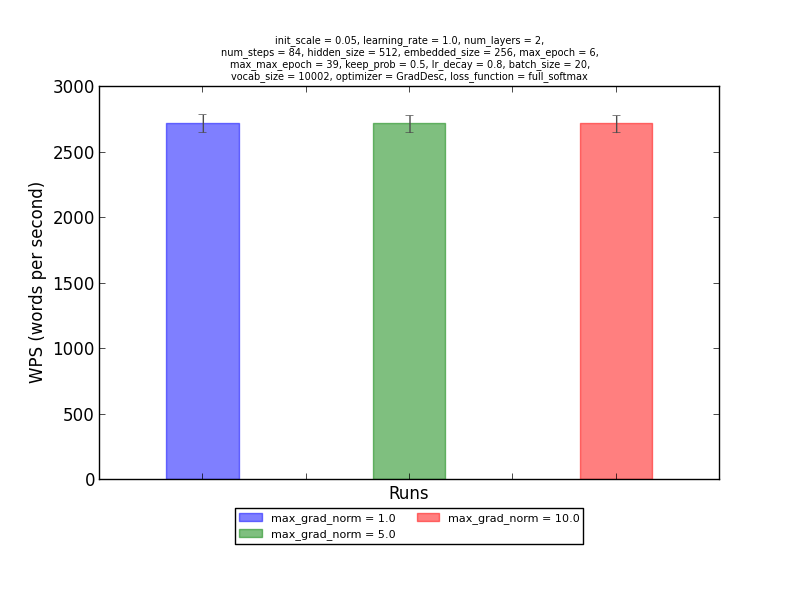 init_scale = 0.05, learning_rate = 1.0, num_layers = 2,
num_steps = 84, hidden_size = 512, embedded_size = 256, max_epoch = 6,
max_max_epoch = 39, keep_prob = 0.5, lr_decay = 0.8, batch_size = 20,
vocab_size = 10002, optimizer = GradDesc, loss_function = full_softmax
3000
2500
2000
1500
1000
500
0
WPS (words per second)
Runs
max_grad_norm = 1.0
max_grad_norm = 10.0
max_grad_norm = 5.0